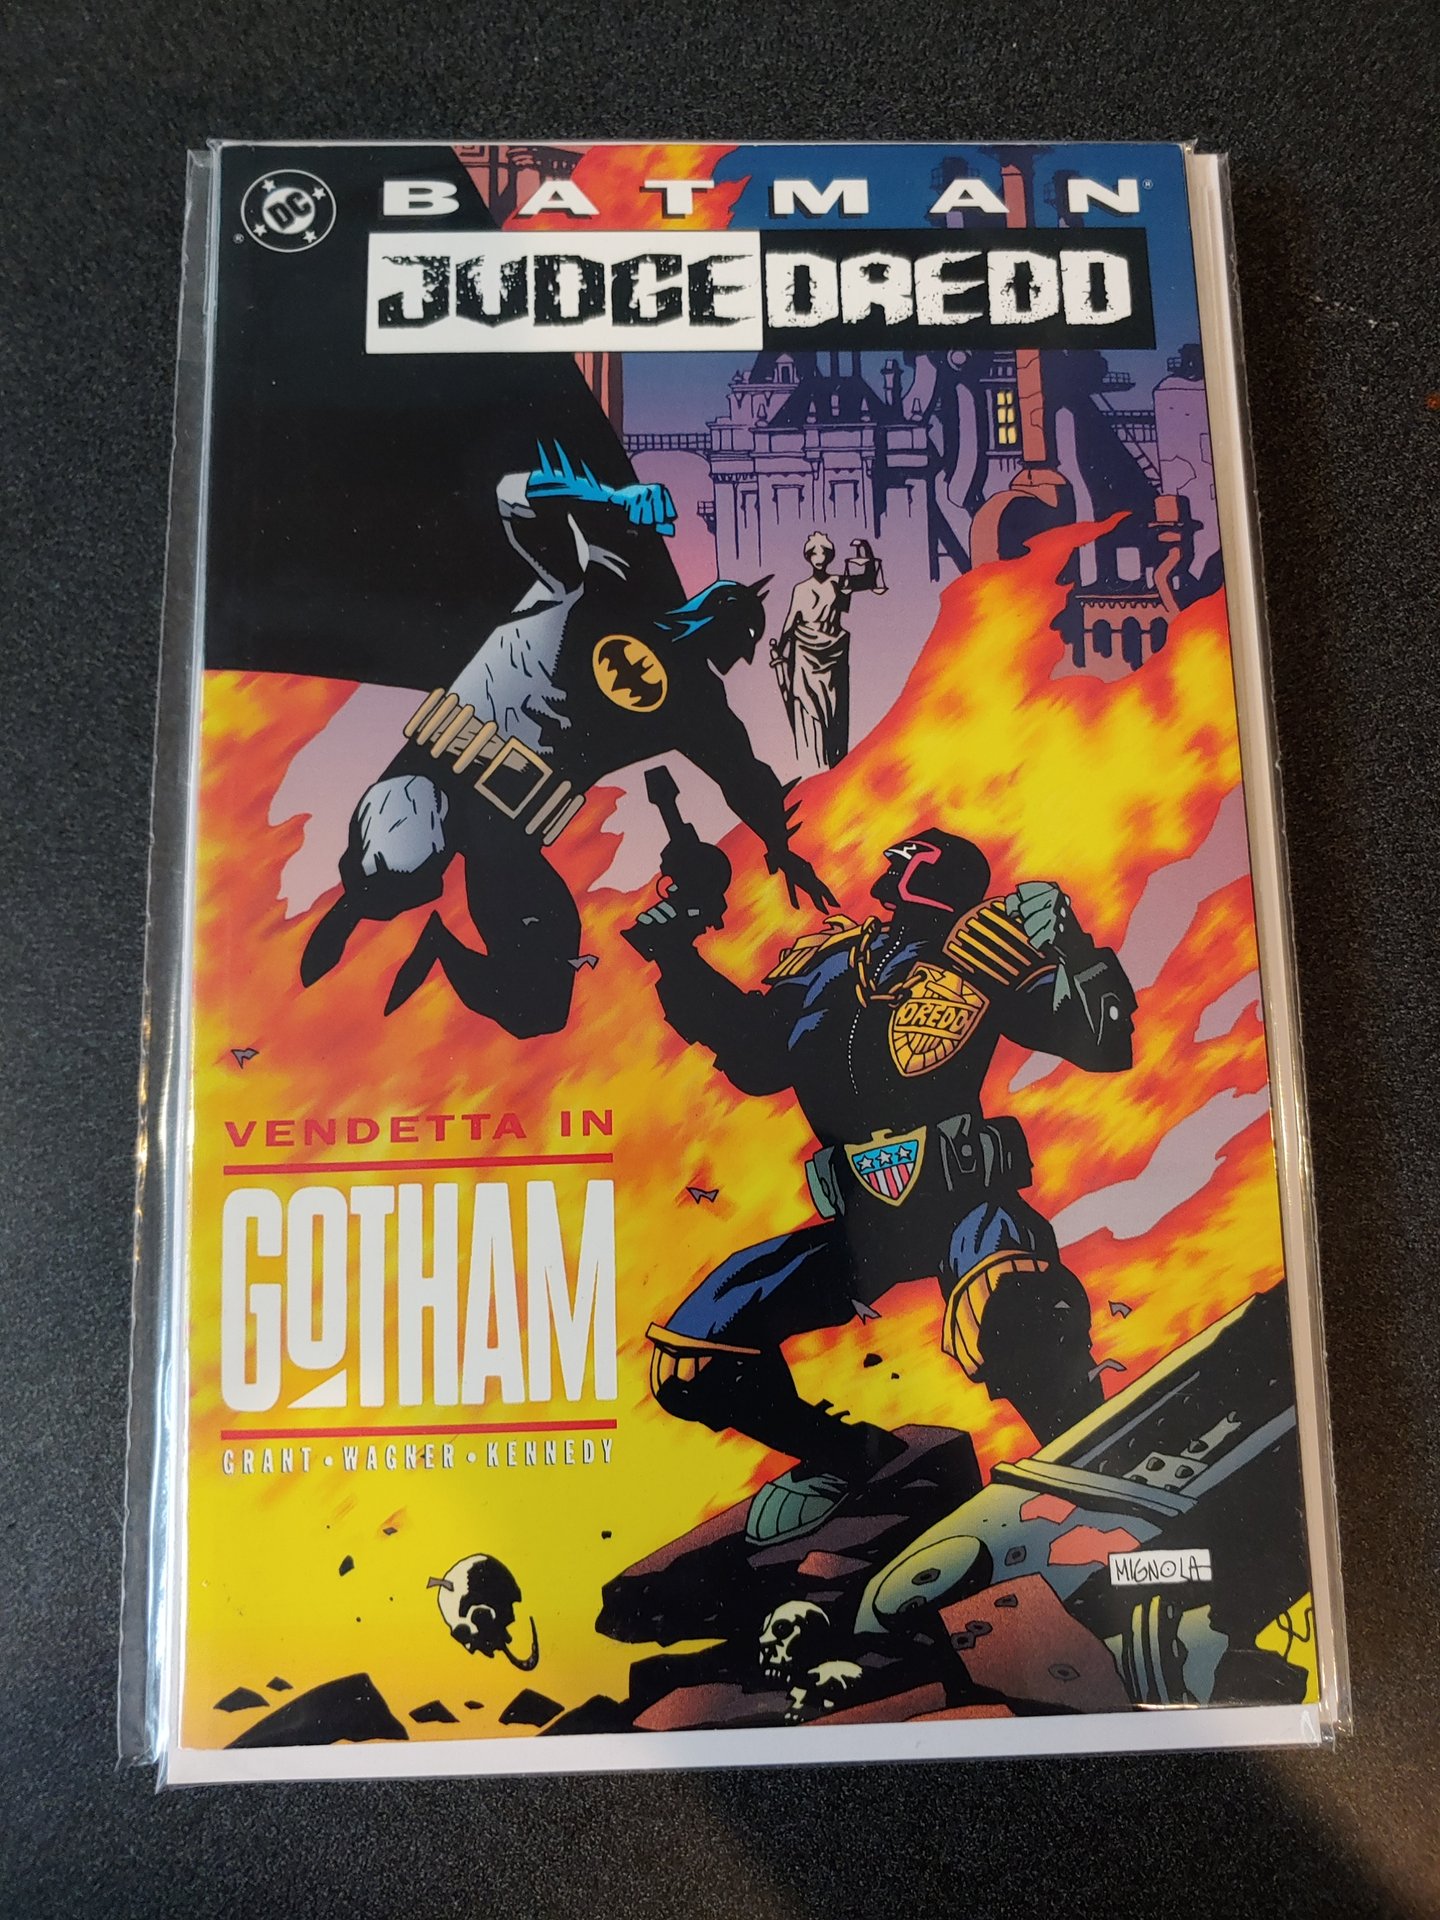 DC
BATMAN®
JUDGE DREDD
DREDD
VENDETTA IN
GOTHAM
GRANT • WAGNER • KENNEDY
MIGNOLA